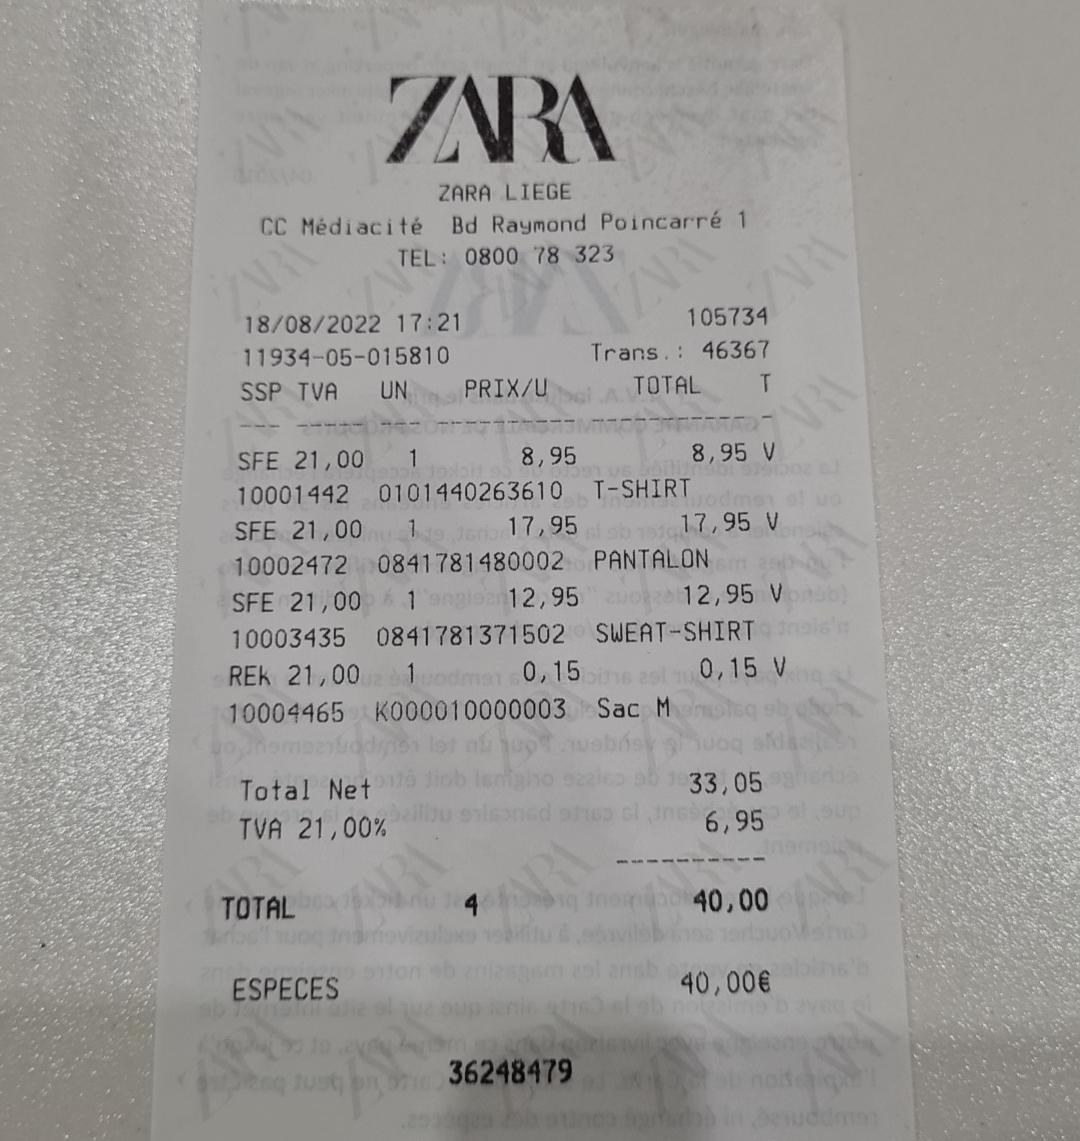 ZARA
ZARA LIEGE
CC Médiacité Bd Raymond Poincarré 1
TEL: 0800 78 323
18/08/2022 17:21 105734
11934-05-015810 Trans.: 46367
SSP TVA UN PRIX/U TOTAL T
SFE 21,00 1 8,95 8,95 V
10001442 0101440263610 T-SHIRT
SFE 21,00 1 17,95 17,95 V
10002472 0841781480002 PANTALON
SFE 21,00 1 12,95 12,95 V
10003435 0841781371502 SWEAT-SHIRT
REK 21,00 1 0,15 0,15 V
10004465 K000010000003 Sac M
Total Net 33,05
TVA 21,00% 6,95
TOTAL 4 40,00
ESPECES 40,00€
36248479